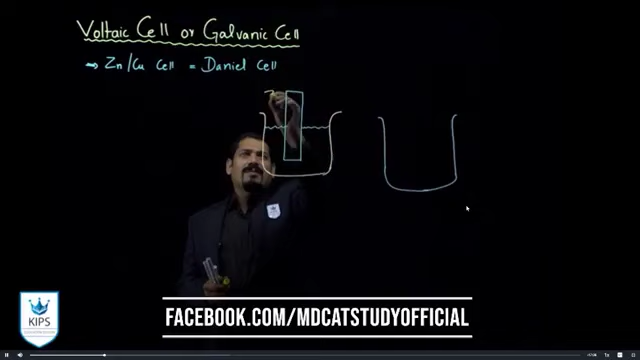 Voltaic Cell or Galvanic Cell
→ Zn/Cu Cell = Daniel Cell
KIPS
FACEBOOK.COM/MDCATSTUDYOFFICIAL